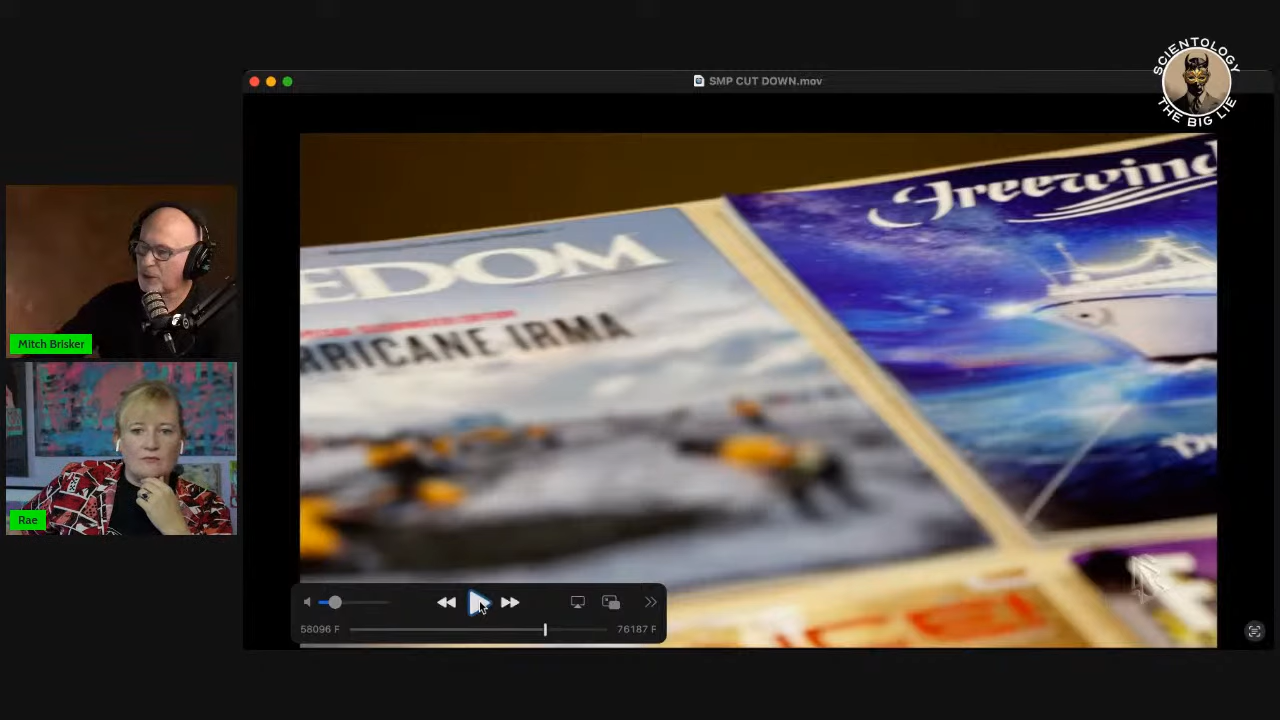 SMP CUT DOWN.mov
SCIENTOLOGY
THE BIG LIE
EDOM
RRICANE IRMA
Freewind
Mitch Brisker
Rae
58096 F
76187 F